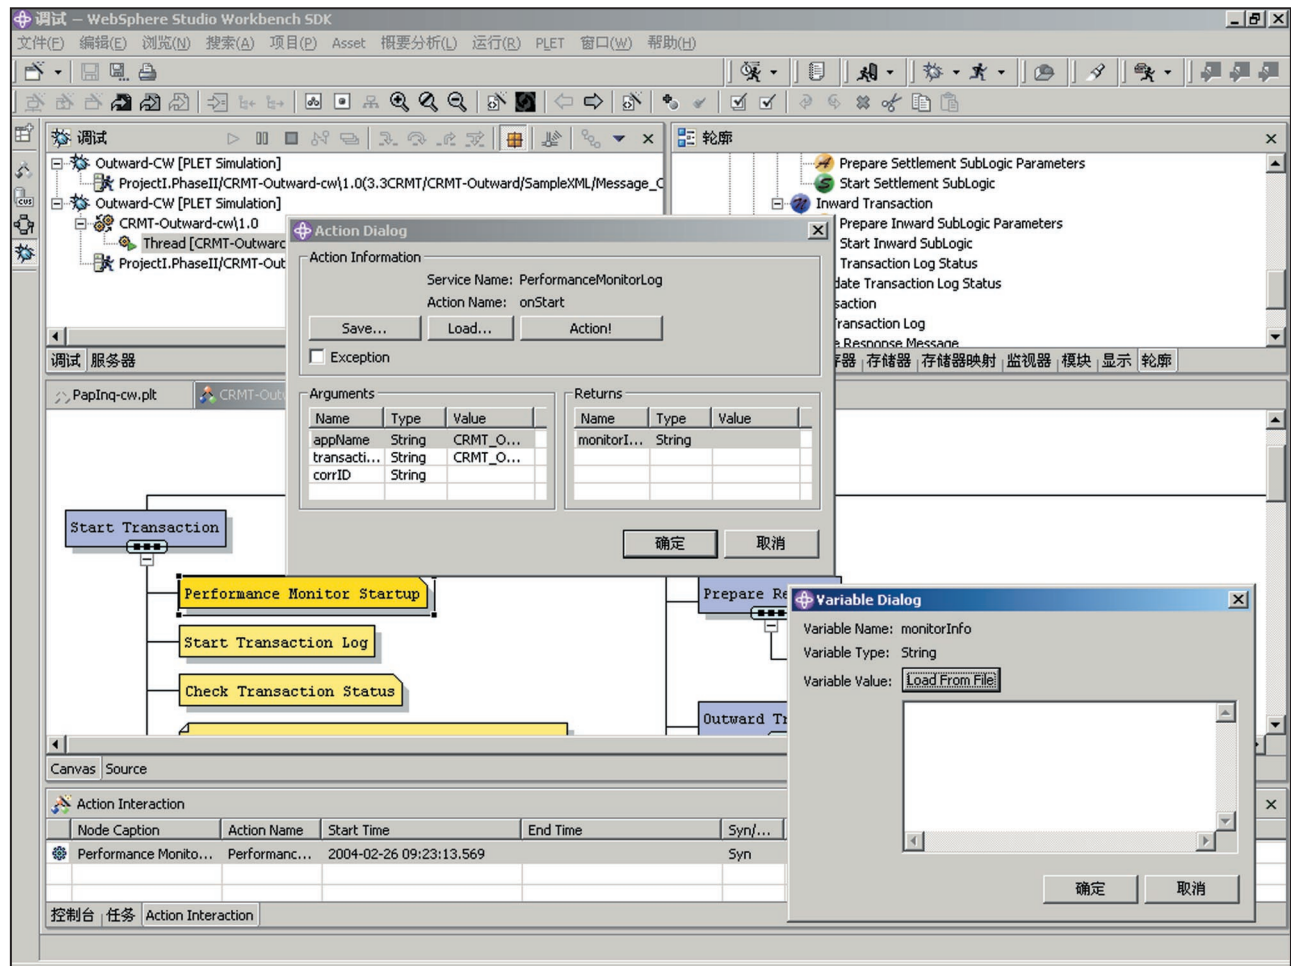 调试 – WebSphere Studio Workbench SDK
文件(F) 编辑(E) 浏览(N) 搜索(A) 项目(P) Asset 概要分析(L) 运行(R) PLET 窗口(W) 帮助(H)
调试
Outward-CW [PLET Simulation]
ProjectI.PhaseII/CRMT-Outward-cw\1.0(3.3CRMT/CRMT-Outward/SampleXML/Message_C
Outward-CW [PLET Simulation]
CRMT-Outward-cw\1.0
Thread [CRMT-Outwarc
ProjectI.PhaseII/CRMT-Out
调试 服务器
轮廓
Prepare Settlement SubLogic Parameters
Start Settlement SubLogic
Inward Transaction
Prepare Inward SubLogic Parameters
Start Inward SubLogic
Transaction Log Status
date Transaction Log Status
saction
ransaction Log
e Response Message
存储器 存储器映射 监视器 模块 显示 轮廓
Action Dialog
Action Information
Service Name: PerformanceMonitorLog
Action Name: onStart
Save... Load... Action!
Exception
Arguments
Name Type Value
appName String CRMT_O...
transacti... String CRMT_O...
corrID String
Returns
Name Type Value
monitorI... String
确定 取消
PapInq-cw.plt CRMT-Out
Start Transaction
Performance Monitor Startup
Start Transaction Log
Check Transaction Status
Prepare Re
Outward Tr
Canvas Source
Variable Dialog
Variable Name: monitorInfo
Variable Type: String
Variable Value: Load From File
确定 取消
Action Interaction
Node Caption Action Name Start Time End Time Syn/...
Performance Monito... Performanc... 2004-02-26 09:23:13.569 Syn
控制台 任务 Action Interaction